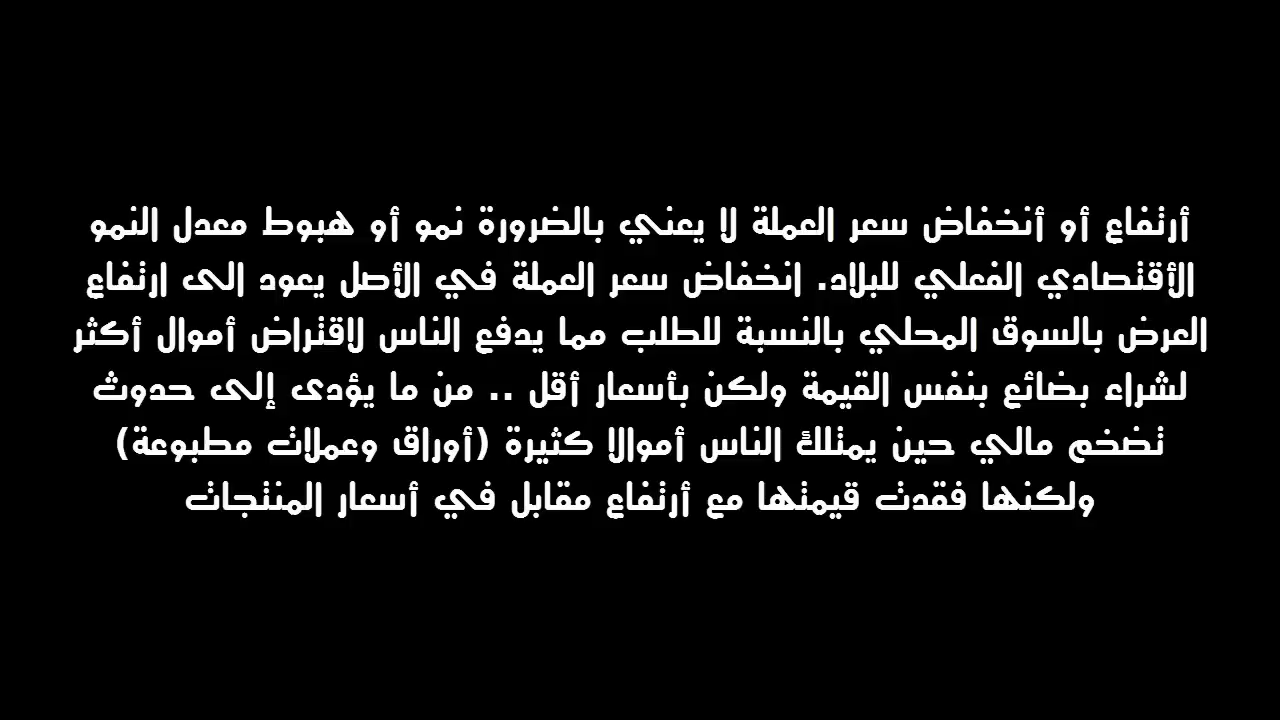 أرتفاع أو أنخفاض سعر العملة لا يعني بالضرورة نمو أو هبوط معدل النمو
الأقتصادي الفعلي للبلاد. انخفاض سعر العملة في الأصل يعود الى ارتفاع
العرض بالسوق المحلي بالنسبة للطلب مما يدفع الناس لاقتراض أموال أكثر
لشراء بضائع بنفس القيمة ولكن بأسعار أقل .. من ما يؤدى إلى حدوث
تضخم مالي حين يمتلك الناس أموالا كثيرة (أوراق وعملات مطبوعة)
ولكنها فقدت قيمتها مع أرتفاع مقابل في أسعار المنتجات